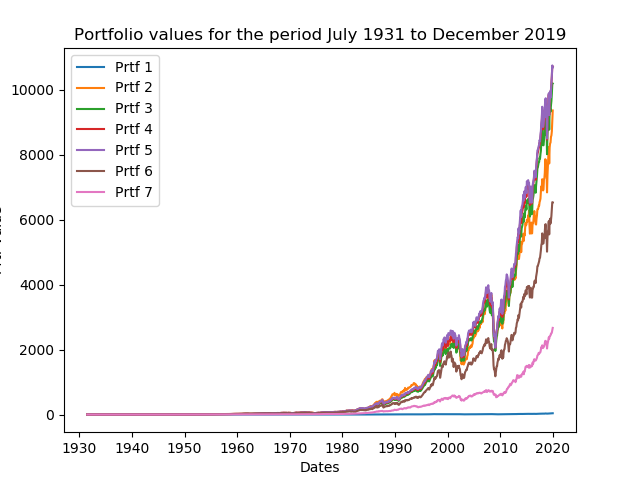 Portfolio values for the period July 1931 to December 2019
Prtf 1
Prtf 2
Prtf 3
Prtf 4
Prtf 5
Prtf 6
Prtf 7
10000
8000
6000
4000
2000
0
1930 1940 1950 1960 1970 1980 1990 2000 2010 2020
Dates